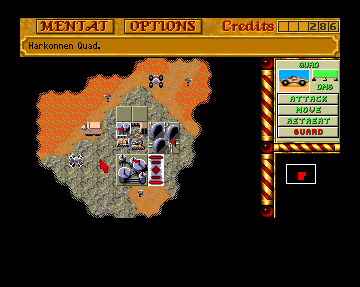 MENTAT OPTIONS Credits 286
Harkonnen Quad.
QUAD
DMG
ATTACK
MOVE
RETREAT
GUARD